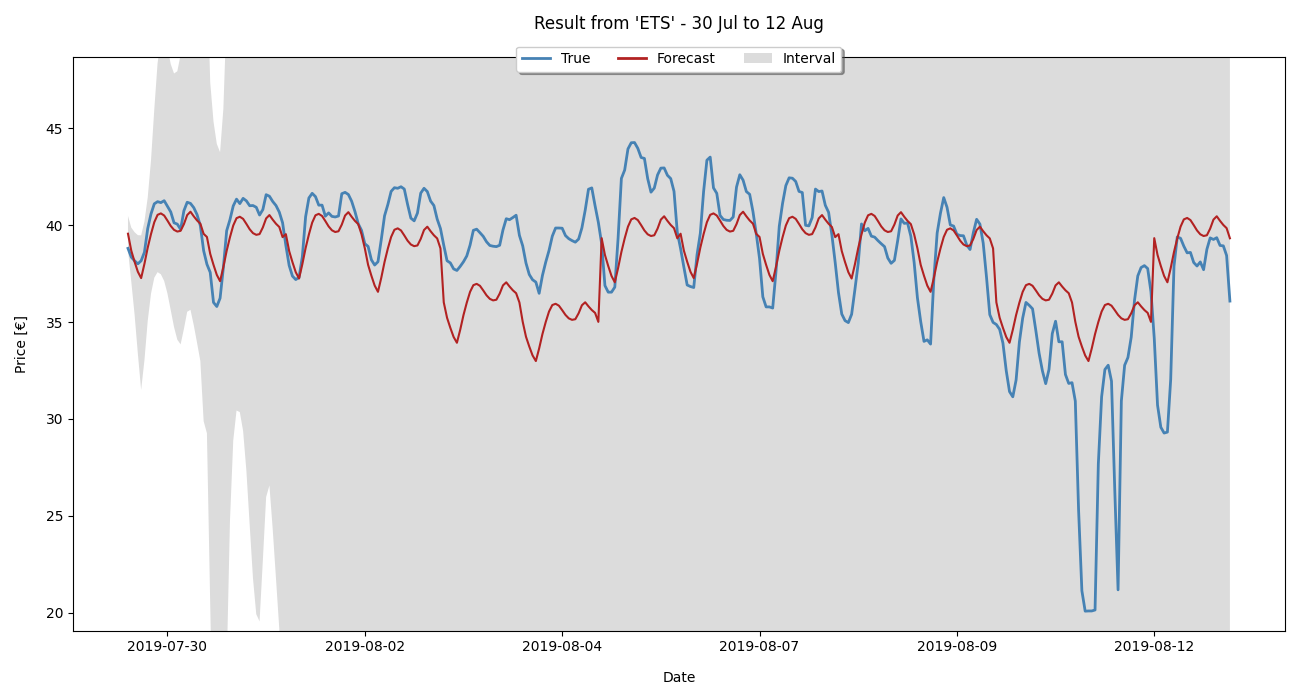 Result from 'ETS' - 30 Jul to 12 Aug
True Forecast Interval
45
40
35
30
25
20
Price [€]
2019-07-30 2019-08-02 2019-08-04 2019-08-07 2019-08-09 2019-08-12
Date